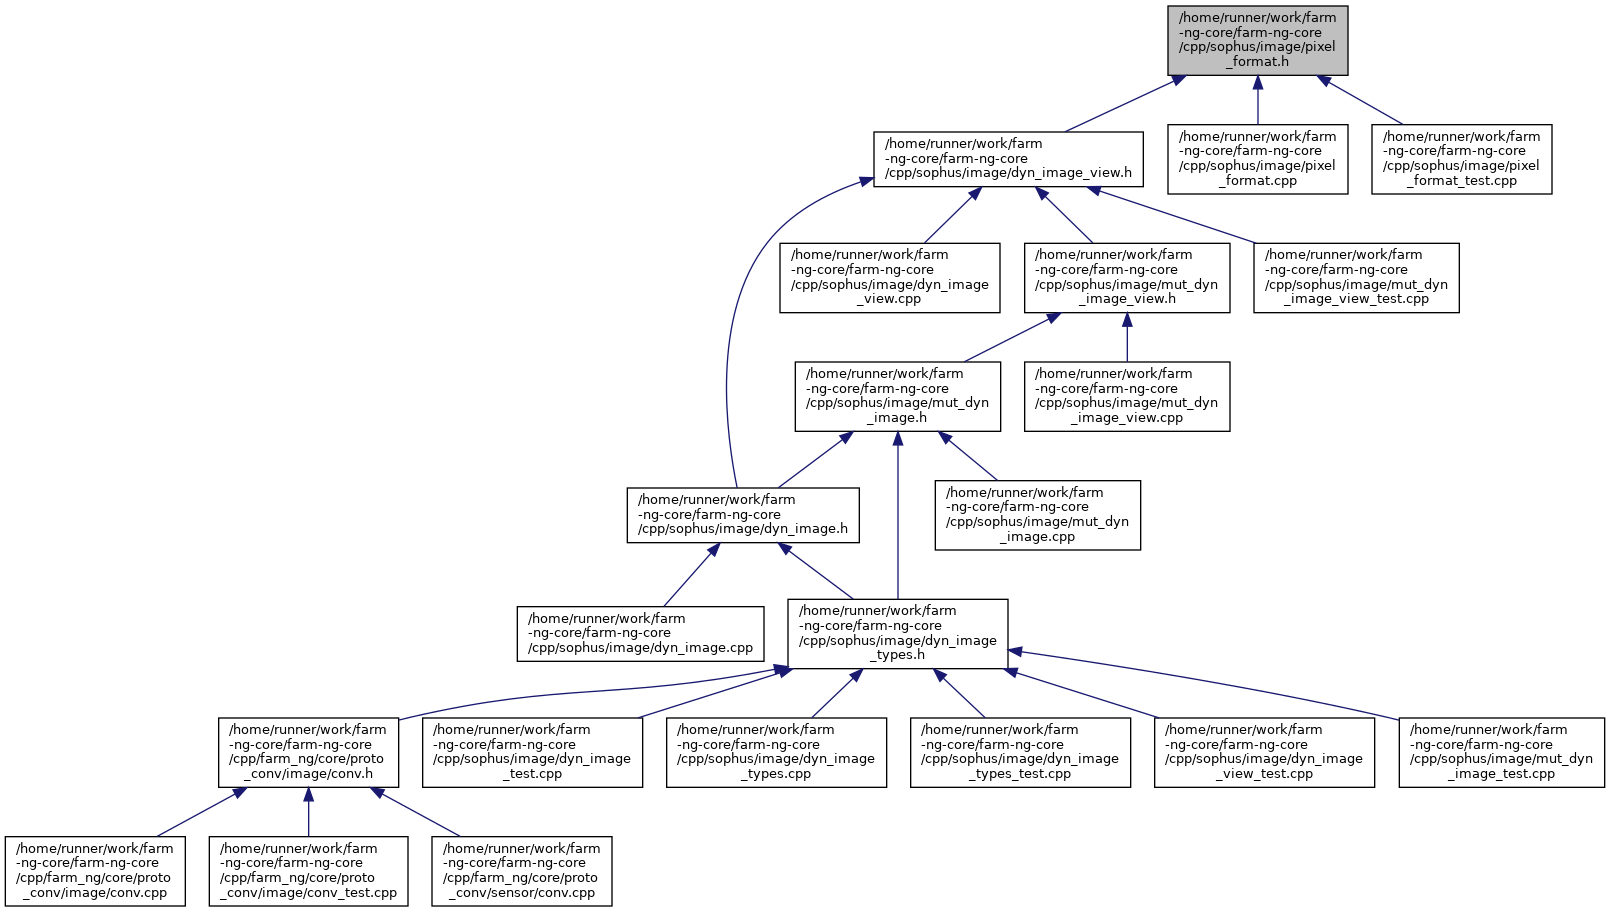 /home/runner/work/farm
-ng-core/farm-ng-core
/cpp/sophus/image/pixel
_format.h
/home/runner/work/farm
-ng-core/farm-ng-core
/cpp/sophus/image/dyn_image_view.h
/home/runner/work/farm
-ng-core/farm-ng-core
/cpp/sophus/image/pixel
_format.cpp
/home/runner/work/farm
-ng-core/farm-ng-core
/cpp/sophus/image/pixel
_format_test.cpp
/home/runner/work/farm
-ng-core/farm-ng-core
/cpp/sophus/image/dyn_image
_view.cpp
/home/runner/work/farm
-ng-core/farm-ng-core
/cpp/sophus/image/mut_dyn
_image_view.h
/home/runner/work/farm
-ng-core/farm-ng-core
/cpp/sophus/image/mut_dyn
_image_view_test.cpp
/home/runner/work/farm
-ng-core/farm-ng-core
/cpp/sophus/image/mut_dyn
_image.h
/home/runner/work/farm
-ng-core/farm-ng-core
/cpp/sophus/image/mut_dyn
_image_view.cpp
/home/runner/work/farm
-ng-core/farm-ng-core
/cpp/sophus/image/dyn_image.h
/home/runner/work/farm
-ng-core/farm-ng-core
/cpp/sophus/image/mut_dyn
_image.cpp
/home/runner/work/farm
-ng-core/farm-ng-core
/cpp/sophus/image/dyn_image.cpp
/home/runner/work/farm
-ng-core/farm-ng-core
/cpp/sophus/image/dyn_image
_types.h
/home/runner/work/farm
-ng-core/farm-ng-core
/cpp/farm_ng/core/proto
_conv/image/conv.h
/home/runner/work/farm
-ng-core/farm-ng-core
/cpp/sophus/image/dyn_image
_test.cpp
/home/runner/work/farm
-ng-core/farm-ng-core
/cpp/sophus/image/dyn_image
_types.cpp
/home/runner/work/farm
-ng-core/farm-ng-core
/cpp/sophus/image/dyn_image
_types_test.cpp
/home/runner/work/farm
-ng-core/farm-ng-core
/cpp/sophus/image/dyn_image
_view_test.cpp
/home/runner/work/farm
-ng-core/farm-ng-core
/cpp/sophus/image/mut_dyn
_image_test.cpp
/home/runner/work/farm
-ng-core/farm-ng-core
/cpp/farm_ng/core/proto
_conv/image/conv.cpp
/home/runner/work/farm
-ng-core/farm-ng-core
/cpp/farm_ng/core/proto
_conv/image/conv_test.cpp
/home/runner/work/farm
-ng-core/farm-ng-core
/cpp/farm_ng/core/proto
_conv/sensor/conv.cpp